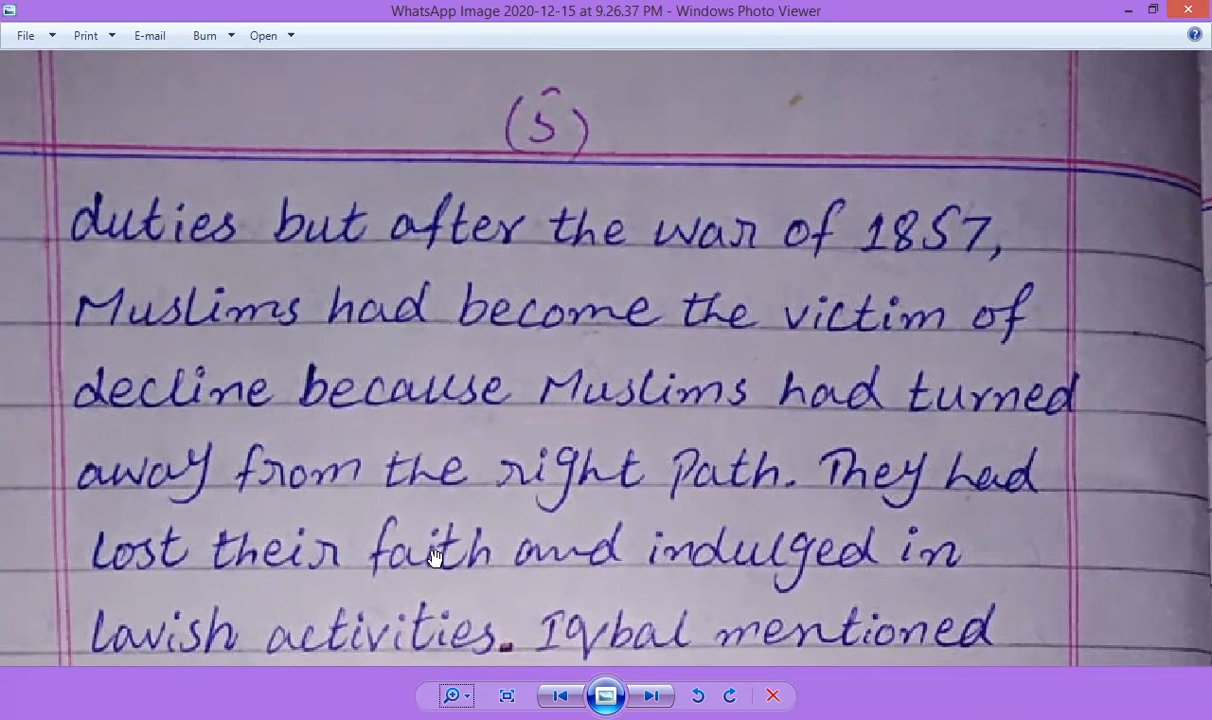 WhatsApp Image 2020-12-15 at 9.26.37 PM - Windows Photo Viewer
File Print E-mail Burn Open
(5)
duties but after the war of 1857,
Muslims had become the victim of
decline because Muslims had turned
away from the right Path. They had
lost their faith and indulged in
lavish activities. Iqbal mentioned